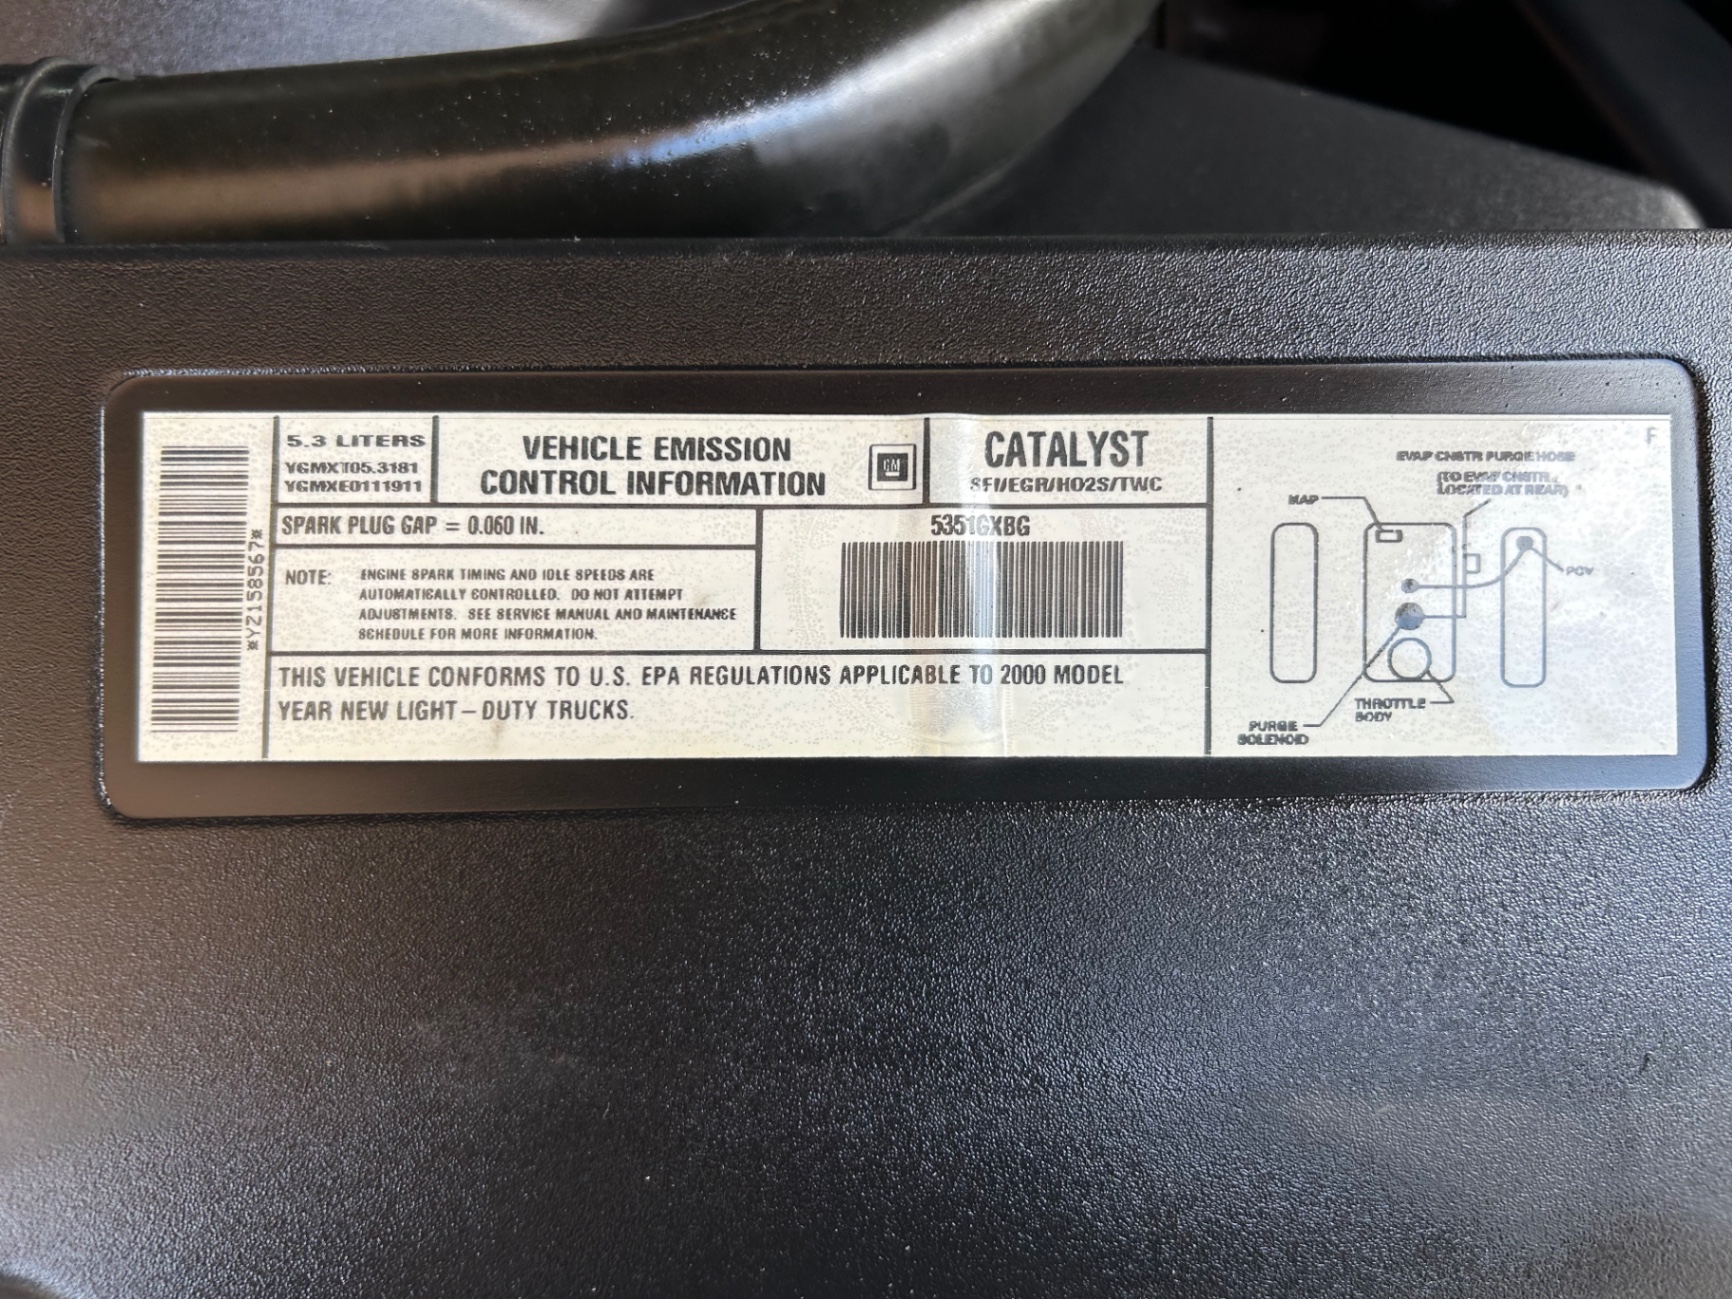 *YZ158567*
5.3 LITERS
YGMXT05.3181
YGMXE0111911
VEHICLE EMISSION
CONTROL INFORMATION
GM
CATALYST
SFI/EGR/HO2S/TWC
SPARK PLUG GAP = 0.060 IN.
NOTE: ENGINE SPARK TIMING AND IDLE SPEEDS ARE
AUTOMATICALLY CONTROLLED. DO NOT ATTEMPT
ADJUSTMENTS. SEE SERVICE MANUAL AND MAINTENANCE
SCHEDULE FOR MORE INFORMATION.
5351GXBG
THIS VEHICLE CONFORMS TO U.S. EPA REGULATIONS APPLICABLE TO 2000 MODEL
YEAR NEW LIGHT-DUTY TRUCKS.
F
EVAP CNSTR PURGE HOSE
(TO EVAP CNSTR,
LOCATED AT REAR)
MAP
PCV
THROTTLE
BODY
PURGE
SOLENOID